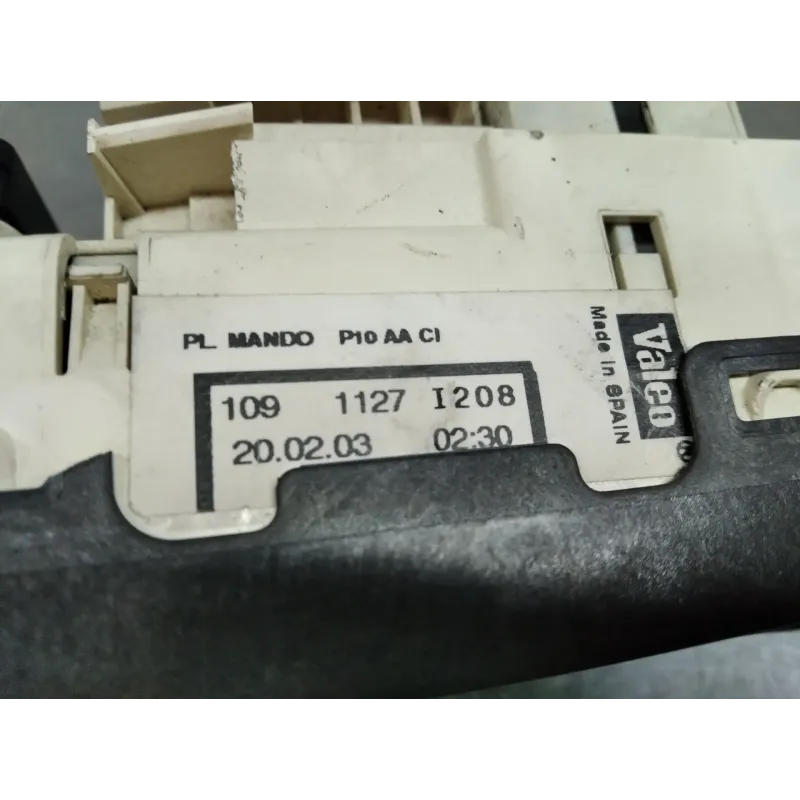 PL MANDO P10 AA CI
109 1127 I208
20.02.03 02:30
Made in SPAIN
Valeo